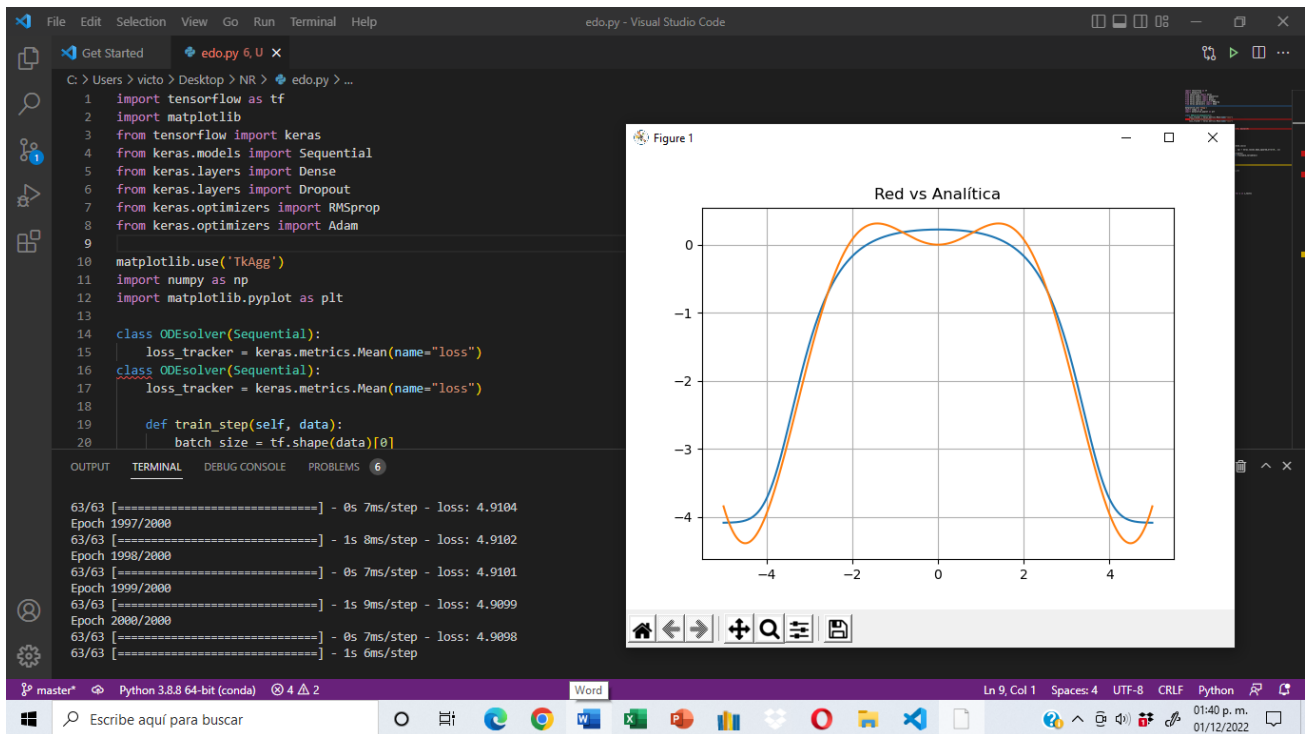 File Edit Selection View Go Run Terminal Help
edo.py - Visual Studio Code
Get Started
edo.py 6, U
C: > Users > victo > Desktop > NR > edo.py > ...
1 import tensorflow as tf
2 import matplotlib
3 from tensorflow import keras
4 from keras.models import Sequential
5 from keras.layers import Dense
6 from keras.layers import Dropout
7 from keras.optimizers import RMSprop
8 from keras.optimizers import Adam
9
10 matplotlib.use('TkAgg')
11 import numpy as np
12 import matplotlib.pyplot as plt
13
14 class ODEsolver(Sequential):
15 loss_tracker = keras.metrics.Mean(name="loss")
16 class ODEsolver(Sequential):
17 loss_tracker = keras.metrics.Mean(name="loss")
18
19 def train_step(self, data):
20 batch_size = tf.shape(data)[0]
Figure 1
Red vs Analítica
0
−1
−2
−3
−4
−4 −2 0 2 4
OUTPUT TERMINAL DEBUG CONSOLE PROBLEMS 6
63/63 [==============================] - 0s 7ms/step - loss: 4.9104
Epoch 1997/2000
63/63 [==============================] - 1s 8ms/step - loss: 4.9102
Epoch 1998/2000
63/63 [==============================] - 0s 7ms/step - loss: 4.9101
Epoch 1999/2000
63/63 [==============================] - 1s 9ms/step - loss: 4.9099
Epoch 2000/2000
63/63 [==============================] - 0s 7ms/step - loss: 4.9098
63/63 [==============================] - 1s 6ms/step
1
master* Python 3.8.8 64-bit (conda) 4 2
Word
Ln 9, Col 1 Spaces: 4 UTF-8 CRLF Python
Escribe aquí para buscar
01:40 p. m.
01/12/2022